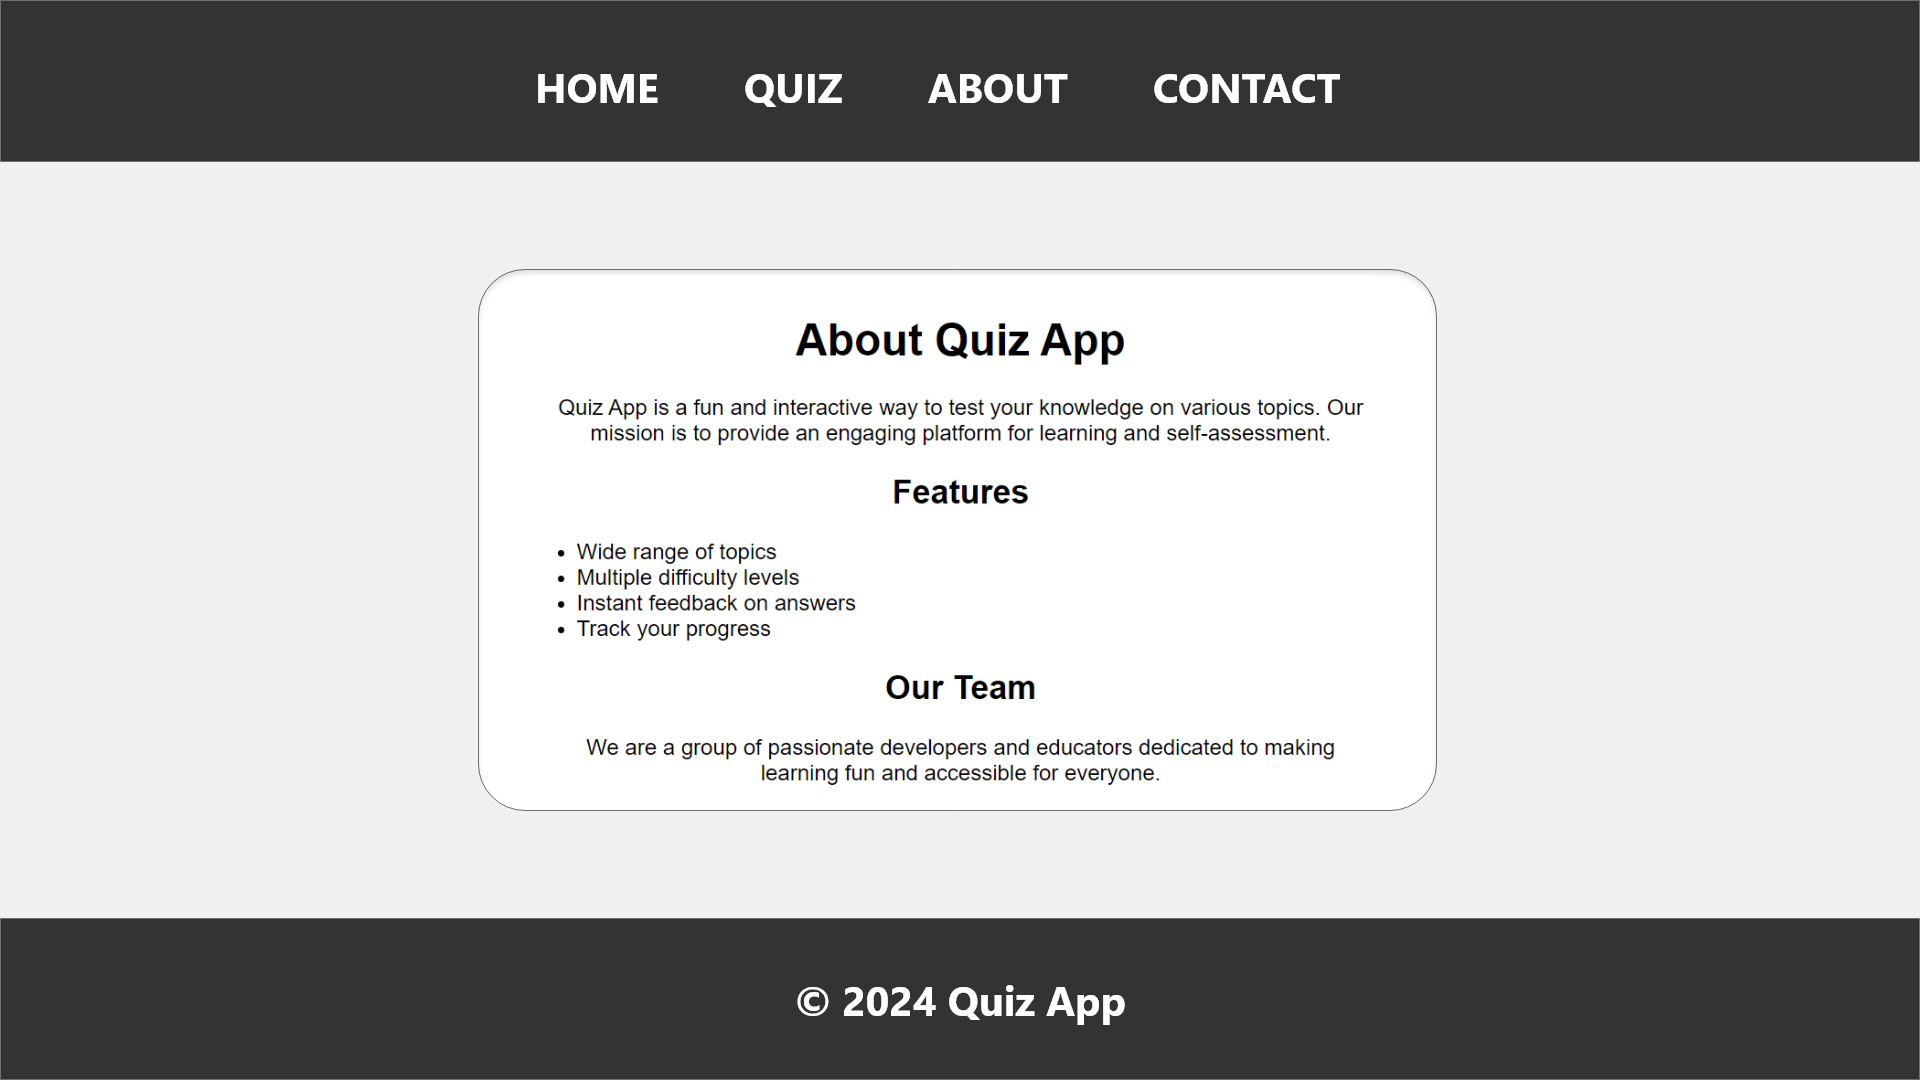 HOME QUIZ ABOUT CONTACT
About Quiz App
Quiz App is a fun and interactive way to test your knowledge on various topics. Our
mission is to provide an engaging platform for learning and self-assessment.
Features
• Wide range of topics
• Multiple difficulty levels
• Instant feedback on answers
• Track your progress
Our Team
We are a group of passionate developers and educators dedicated to making
learning fun and accessible for everyone.
© 2024 Quiz App